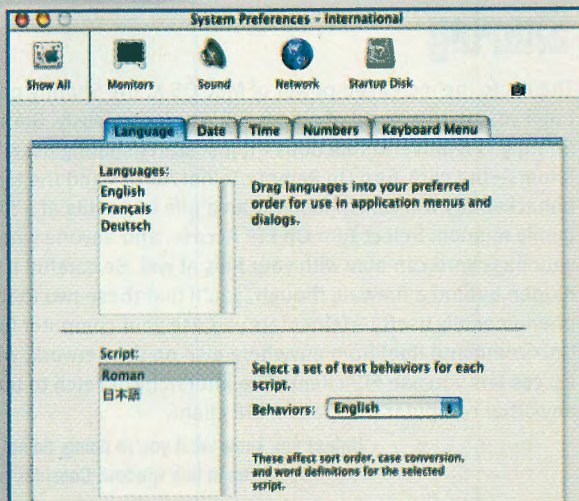 System Preferences – International
Show All
Monitors
Sound
Network
Startup Disk
Language
Date
Time
Numbers
Keyboard Menu
Languages:
English
Français
Deutsch
Drag languages into your preferred
order for use in application menus and
dialogs.
Script:
Roman
日本語
Select a set of text behaviors for each
script.
Behaviors: English
These affect sort order, case conversion,
and word definitions for the selected
script.